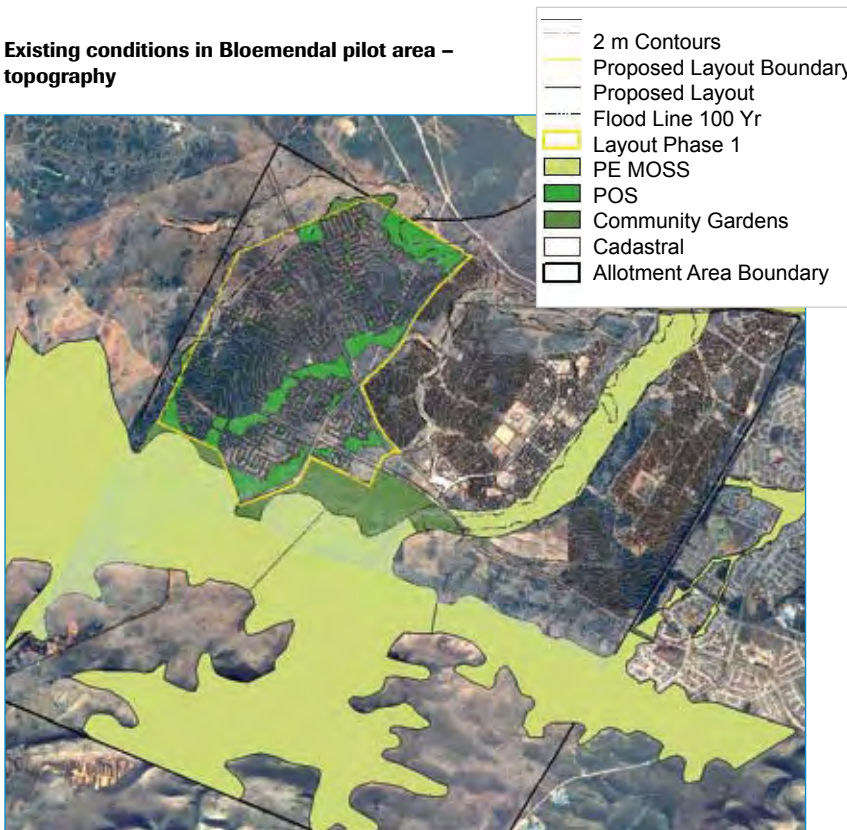 Existing conditions in Bloemendal pilot area –
topography
2 m Contours
Proposed Layout Boundary
Proposed Layout
Flood Line 100 Yr
Layout Phase 1
PE MOSS
POS
Community Gardens
Cadastral
Allotment Area Boundary